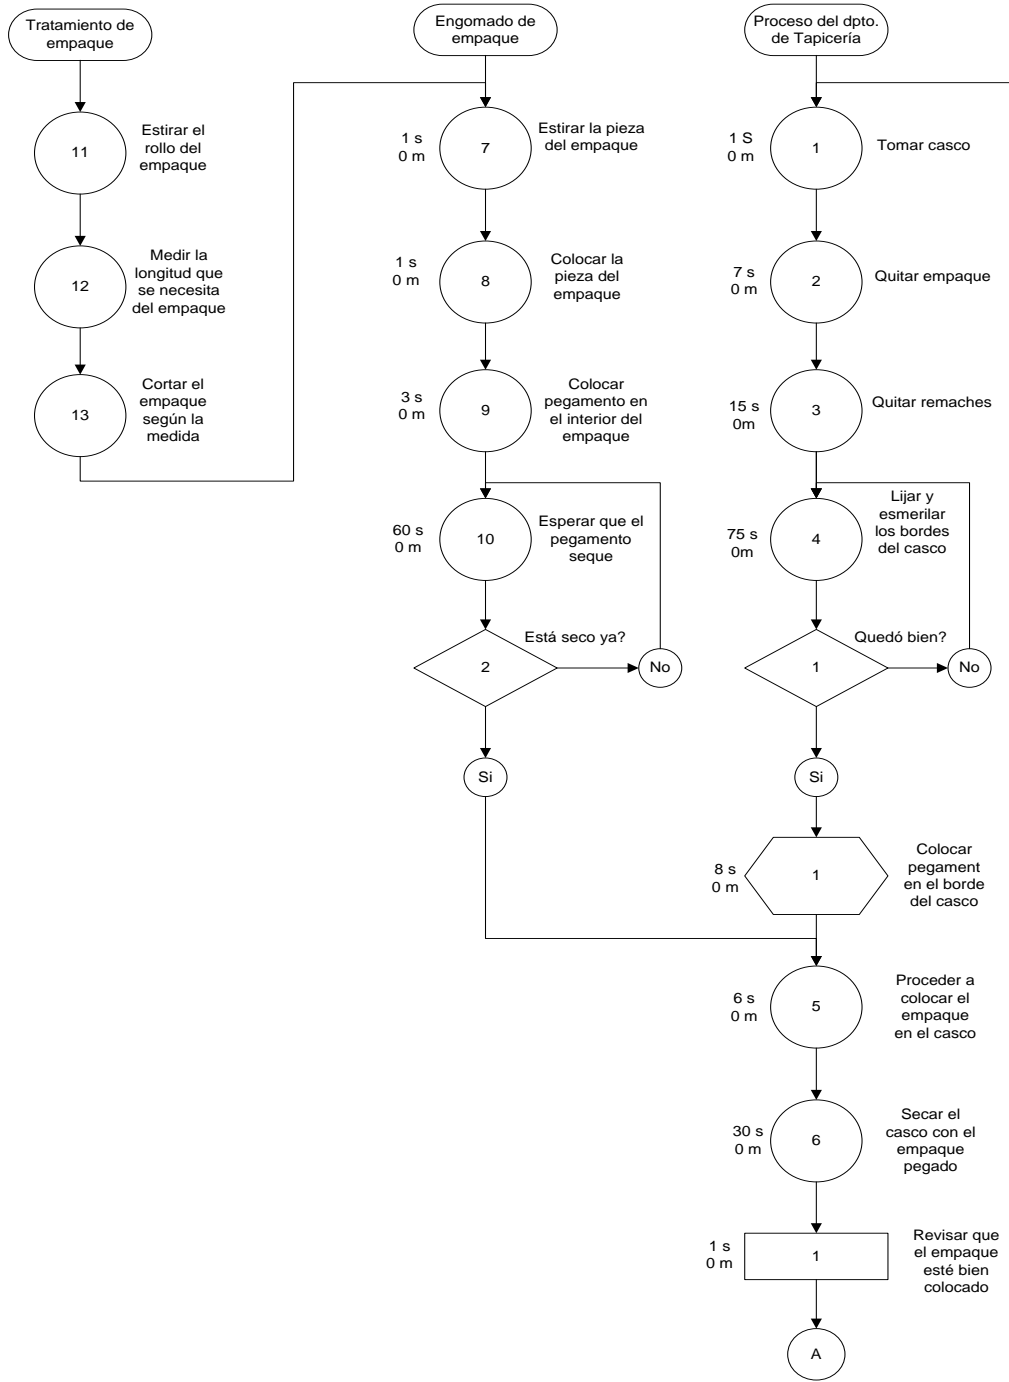 Tratamiento de
empaque
11
Estirar el
rollo del
empaque
12
Medir la
longitud que
se necesita
del empaque
13
Cortar el
empaque
según la
medida
Engomado de
empaque
1 s
0 m
7
Estirar la pieza
del empaque
1 s
0 m
8
Colocar la
pieza del
empaque
3 s
0 m
9
Colocar
pegamento en
el interior del
empaque
60 s
0 m
10
Esperar que el
pegamento
seque
Está seco ya?
2
No
Si
Proceso del dpto.
de Tapicería
1 S
0 m
1
Tomar casco
7 s
0 m
2
Quitar empaque
15 s
0m
3
Quitar remaches
75 s
0m
4
Lijar y
esmerilar
los bordes
del casco
Quedó bien?
1
No
Si
8 s
0 m
1
Colocar
pegament
en el borde
del casco
6 s
0 m
5
Proceder a
colocar el
empaque
en el casco
30 s
0 m
6
Secar el
casco con el
empaque
pegado
1 s
0 m
1
Revisar que
el empaque
esté bien
colocado
A